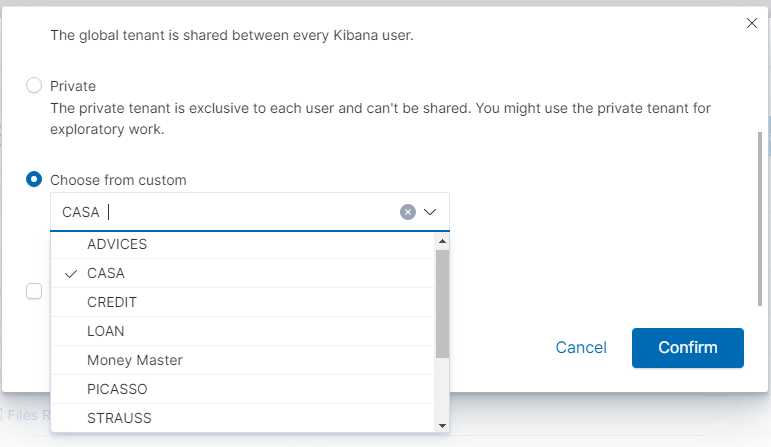 The global tenant is shared between every Kibana user.
Private
The private tenant is exclusive to each user and can't be shared. You might use the private tenant for
exploratory work.
Choose from custom
CASA
ADVICES
CASA
CREDIT
LOAN
Money Master
PICASSO
STRAUSS
Cancel
Confirm
Files R